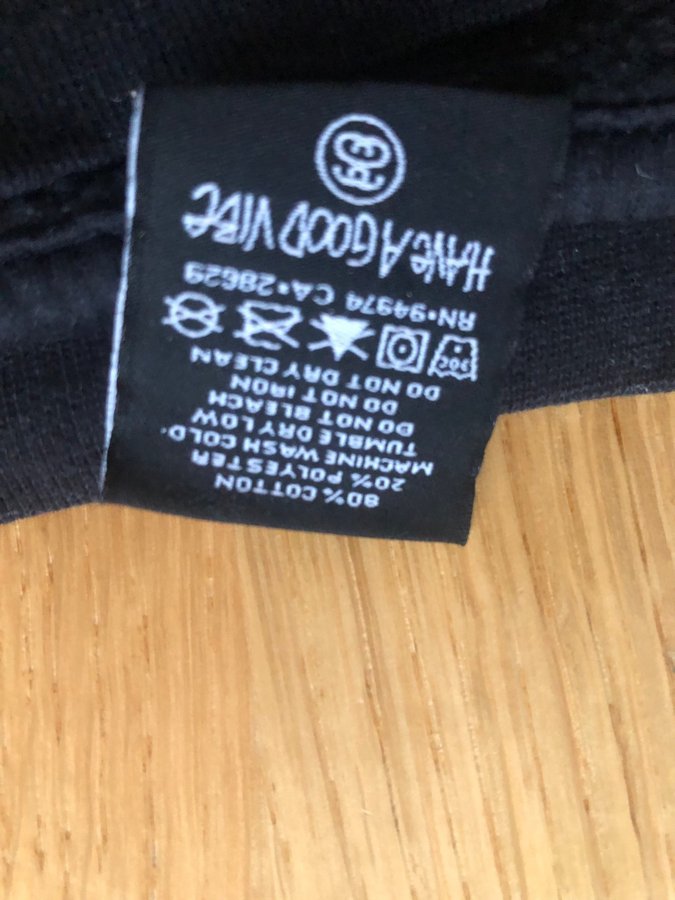 80% COTTON
20% POLYESTER
MACHINE WASH COLD
TUMBLE DRY LOW
DO NOT BLEACH
DO NOT IRON
DO NOT DRY CLEAN
30C
RN•94974 CA•28629
HAVE A GOOD VIBE